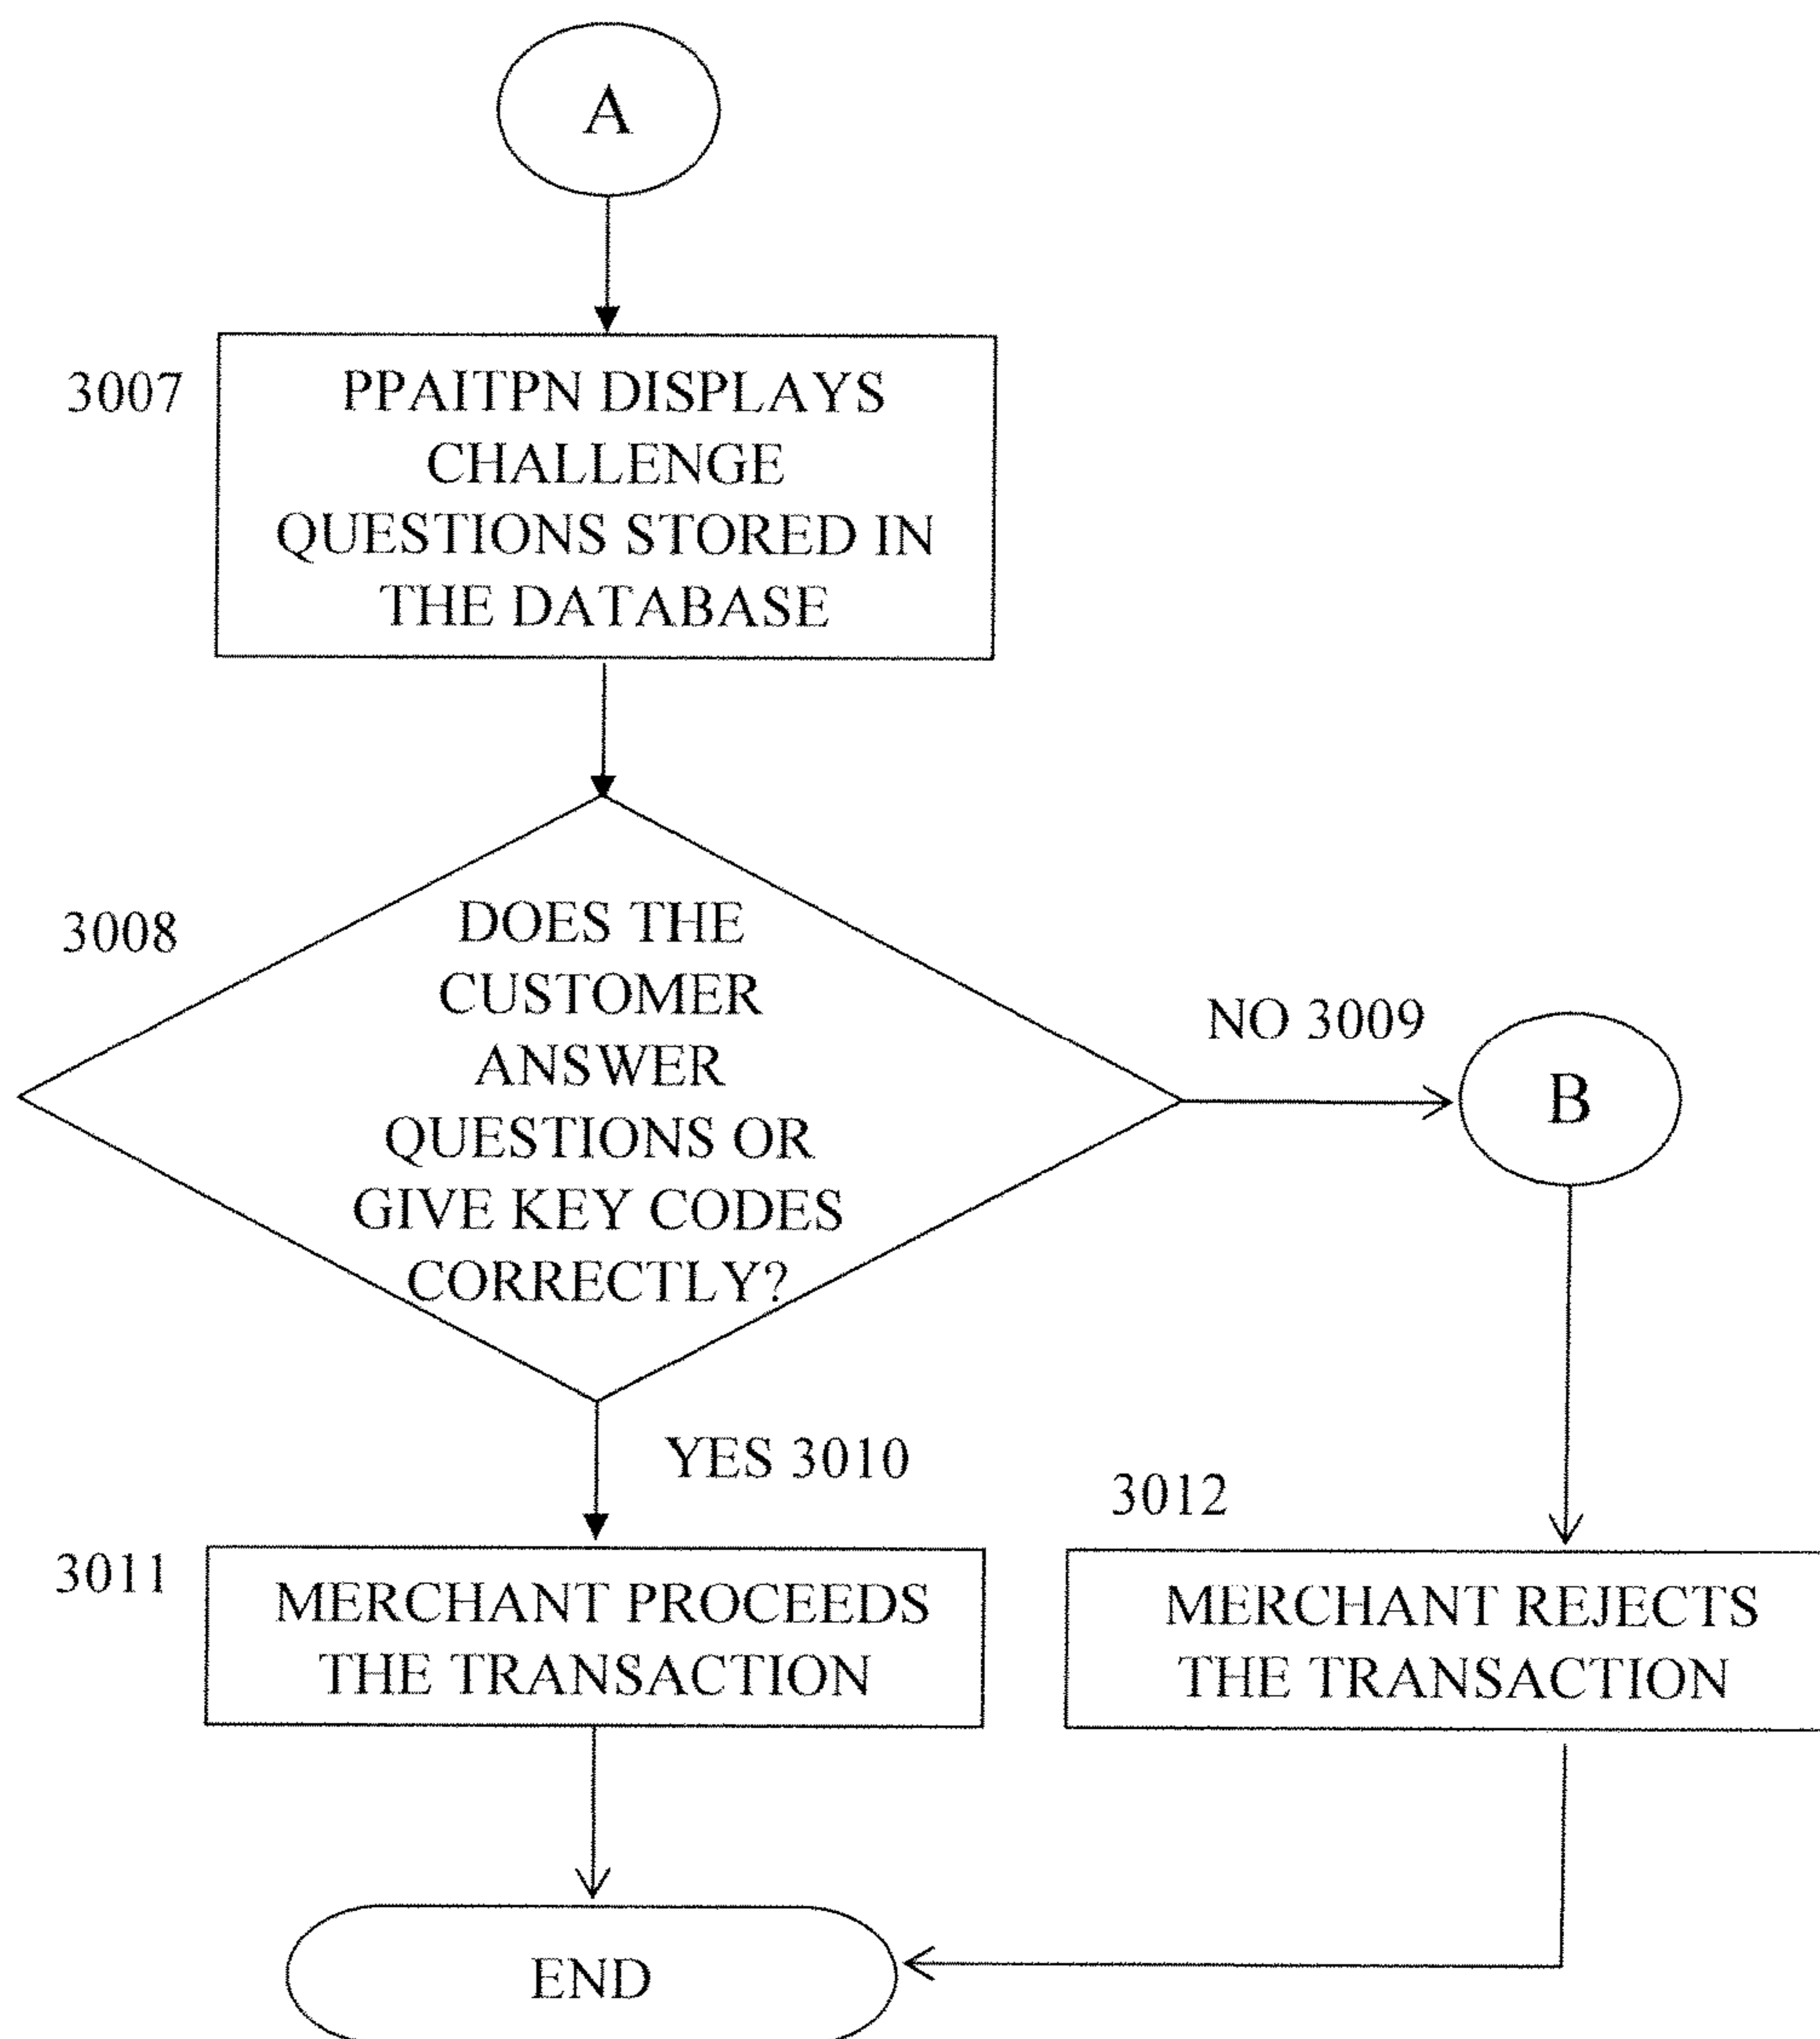 A
3007
PPAITPN DISPLAYS
CHALLENGE
QUESTIONS STORED IN
THE DATABASE
3008
DOES THE
CUSTOMER
ANSWER
QUESTIONS OR
GIVE KEY CODES
CORRECTLY?
NO 3009
B
YES 3010
3011
MERCHANT PROCEEDS
THE TRANSACTION
3012
MERCHANT REJECTS
THE TRANSACTION
END